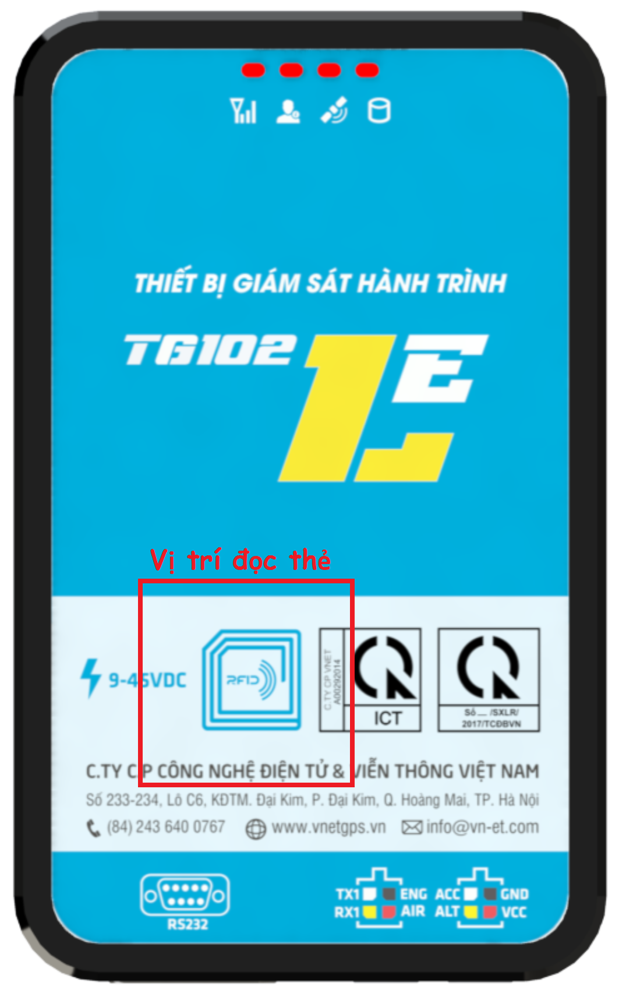 THIẾT BỊ GIÁM SÁT HÀNH TRÌNH
TG102
LE
Vị trí đọc thẻ
9-45VDC
RFID
C.TY CP VNET
A00292014
ICT
Số __ /SXLR/
2017/TCĐBVN
C.TY C.P CÔNG NGHỆ ĐIỆN TỬ & VIỄN THÔNG VIỆT NAM
Số 233-234, Lô C6, KĐTM. Đại Kim, P. Đại Kim, Q. Hoàng Mai, TP. Hà Nội
(84) 243 640 0767 www.vnetgps.vn info@vn-et.com
TX1 ENG ACC GND
RX1 AIR ALT VCC
RS232